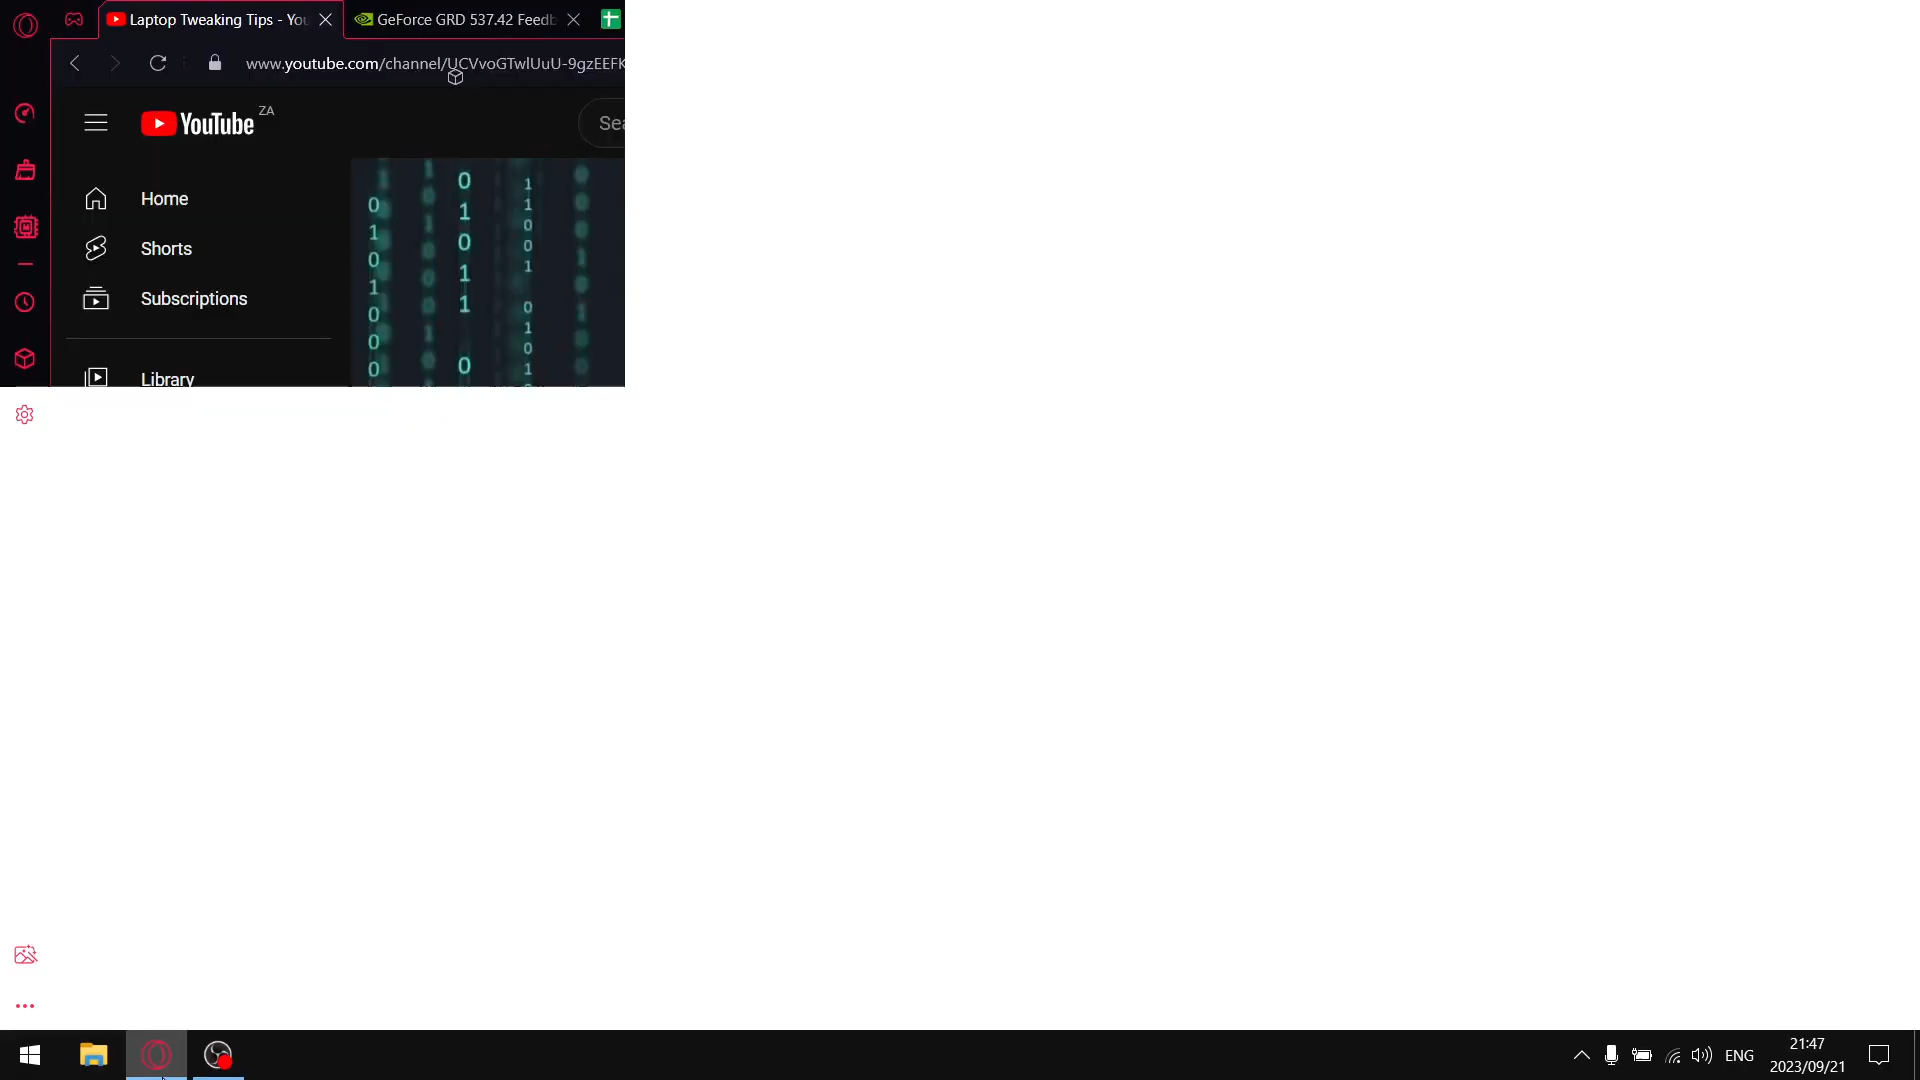 Laptop Tweaking Tips - You
GeForce GRD 537.42 Feedb
www.youtube.com/channel/UCVvoGTwlUuU-9gzEEFK
YouTube ZA
Sea
Home
Shorts
Subscriptions
Library
0
1
0
1
0
0
0
0
1
0
1
1
0
1
1
0
0
1
0
1
0
1
ENG
21:47
2023/09/21